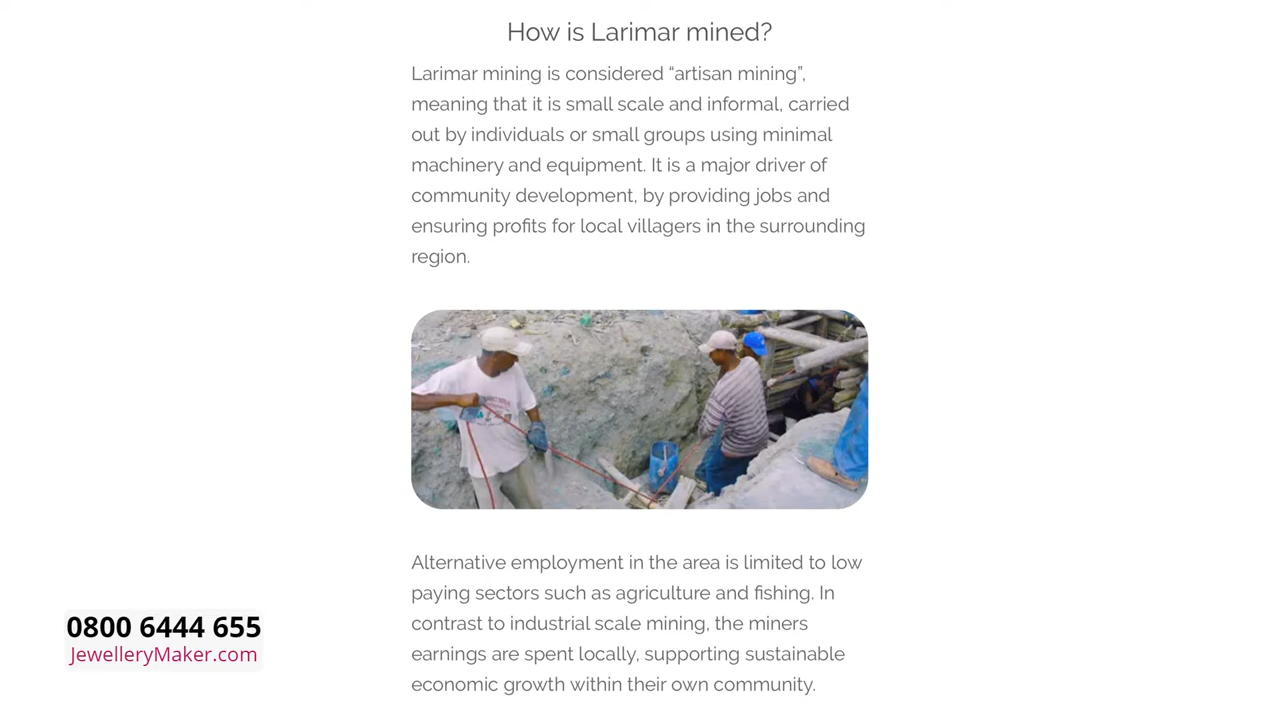 How is Larimar mined?
Larimar mining is considered “artisan mining”,
meaning that it is small scale and informal, carried
out by individuals or small groups using minimal
machinery and equipment. It is a major driver of
community development, by providing jobs and
ensuring profits for local villagers in the surrounding
region.
Alternative employment in the area is limited to low
paying sectors such as agriculture and fishing. In
contrast to industrial scale mining, the miners
earnings are spent locally, supporting sustainable
economic growth within their own community.
0800 6444 655
JewelleryMaker.com